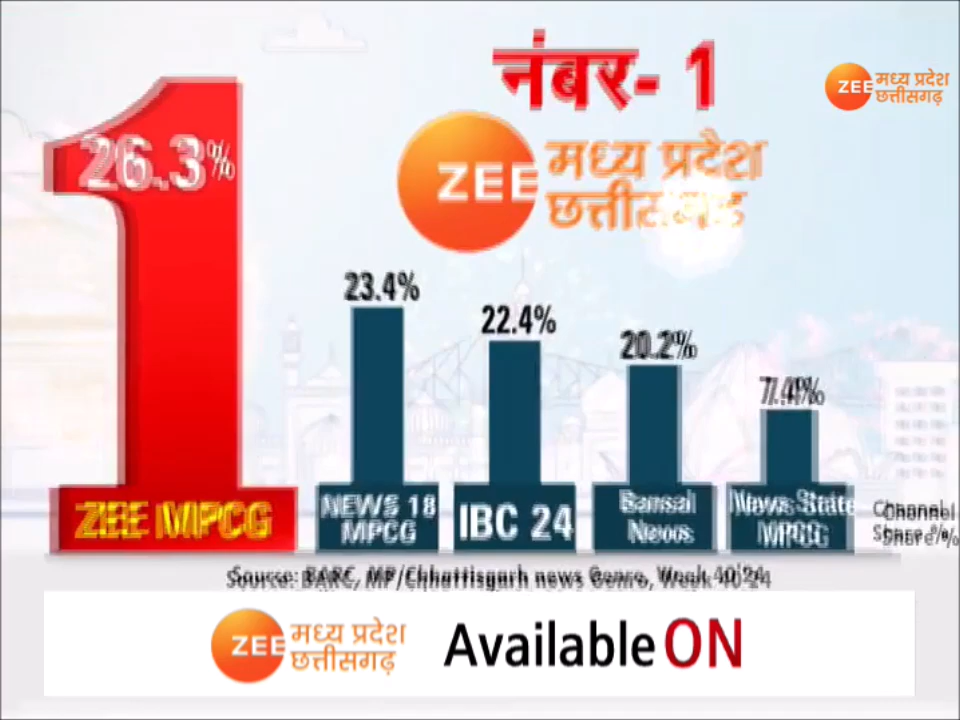 नंबर- 1
ZEE मध्य प्रदेश
छत्तीसगढ़
26.3%
ZEE मध्य प्रदेश
छत्तीसगढ़
23.4%
22.4%
20.2%
ZEE MPCG
NEWS 18
MPCG
IBC 24
Bansal
News
News State
MPCG
Channel
Share %
Source: BARC, MP/Chhattisgarh news Genre, Week 40'24
ZEE मध्य प्रदेश
छत्तीसगढ़
Available ON